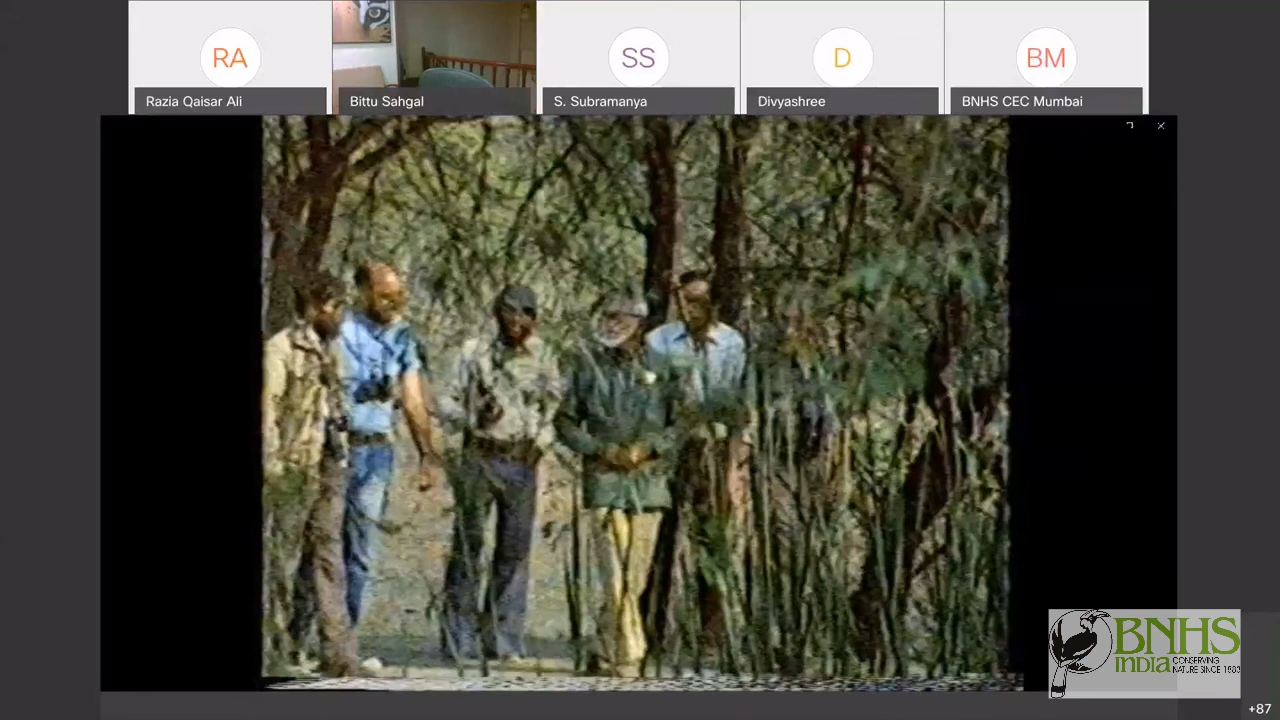 RA
SS
D
BM
Razia Qaisar Ali
Bittu Sahgal
S. Subramanya
Divyashree
BNHS CEC Mumbai
BNHS
INDIA
CONSERVING
NATURE SINCE 1883
+87